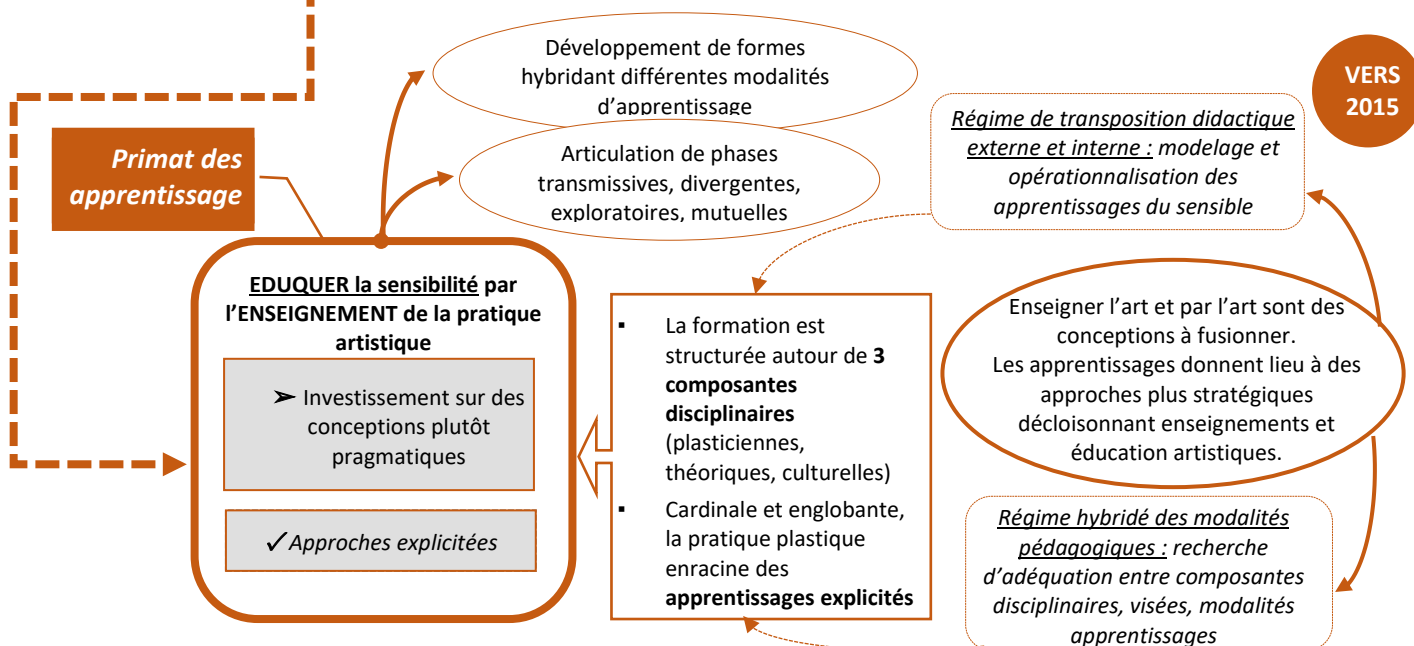 Développement de formes
hybridant différentes modalités
d’apprentissage
Articulation de phases
transmissives, divergentes,
exploratoires, mutuelles
VERS
2015
Primat des
apprentissage
Régime de transposition didactique
externe et interne : modelage et
opérationnalisation des
apprentissages du sensible
EDUQUER la sensibilité par
l’ENSEIGNEMENT de la pratique
artistique
➢ Investissement sur des
conceptions plutôt
pragmatiques
✓ Approches explicitées
▪ La formation est
structurée autour de 3
composantes
disciplinaires
(plasticiennes,
théoriques, culturelles)
▪ Cardinale et englobante,
la pratique plastique
enracine des
apprentissages explicités
Enseigner l’art et par l’art sont des
conceptions à fusionner.
Les apprentissages donnent lieu à des
approches plus stratégiques
décloisonnant enseignements et
éducation artistiques.
Régime hybridé des modalités
pédagogiques : recherche
d’adéquation entre composantes
disciplinaires, visées, modalités
apprentissages